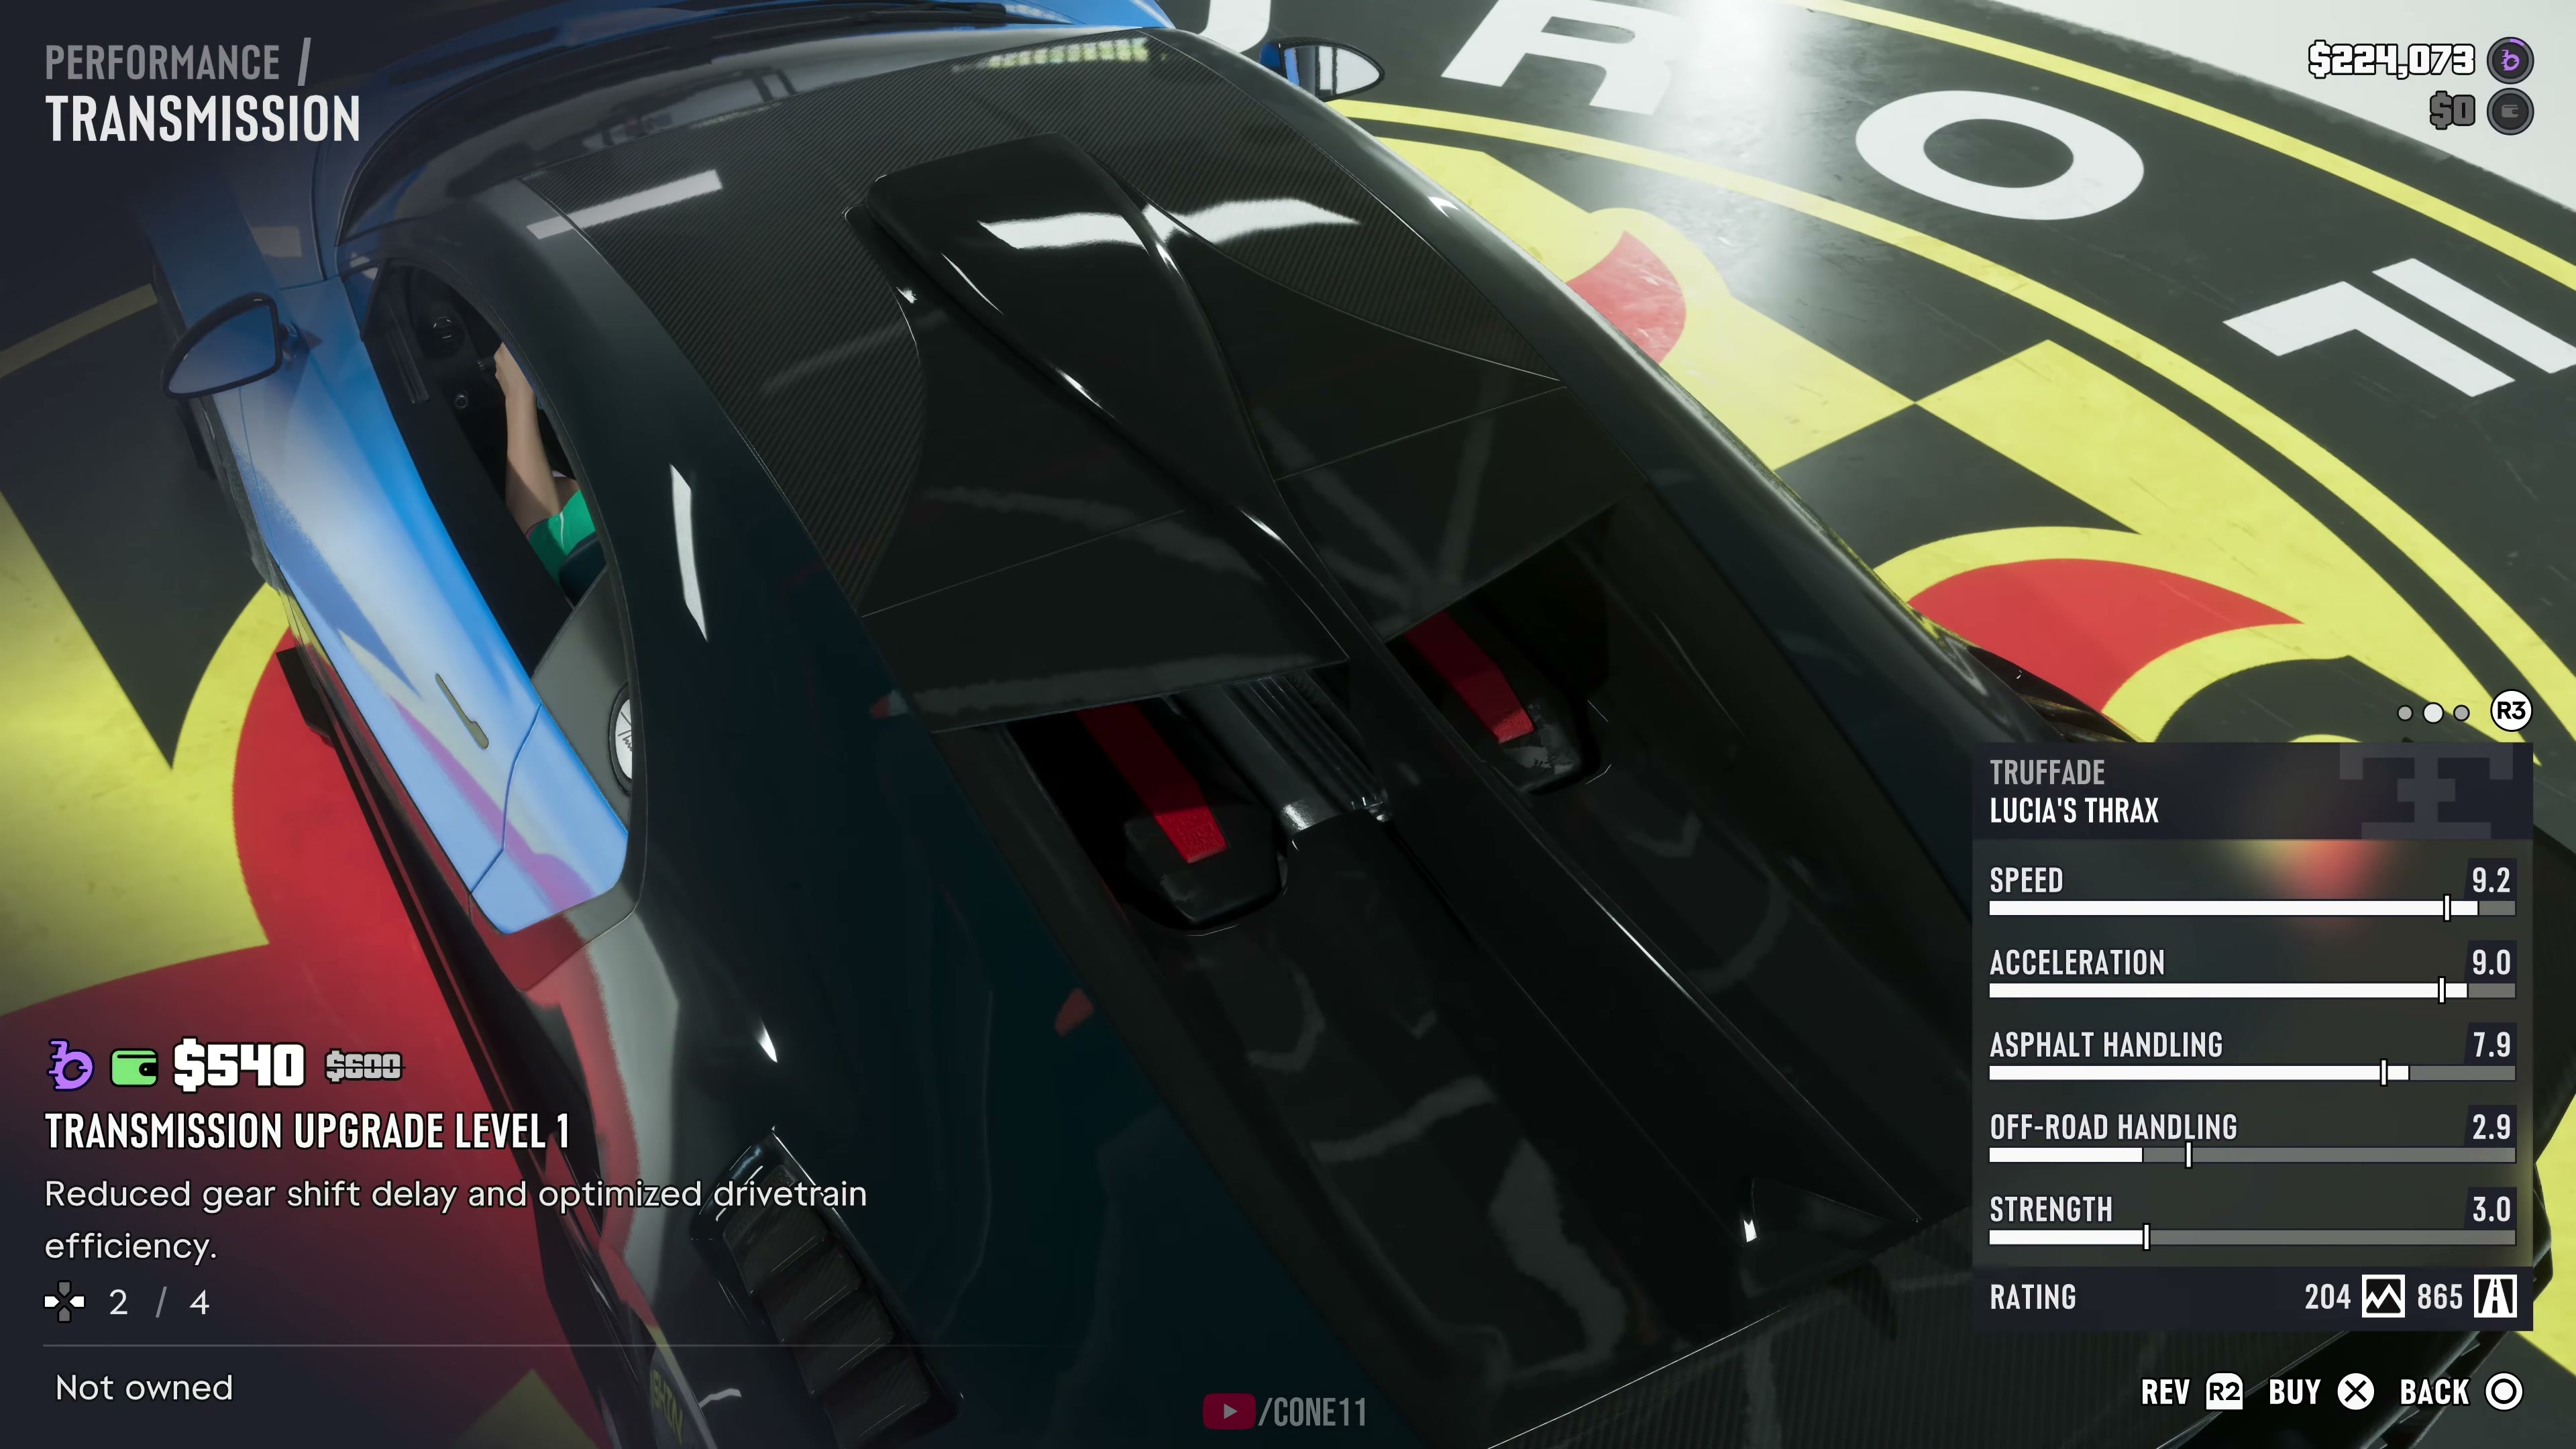 PERFORMANCE /
TRANSMISSION
$224,073
$0
R O F
R3
TRUFFADE
LUCIA'S THRAX
SPEED 9.2
ACCELERATION 9.0
ASPHALT HANDLING 7.9
OFF-ROAD HANDLING 2.9
STRENGTH 3.0
RATING 204 865
$540 $600
TRANSMISSION UPGRADE LEVEL 1
Reduced gear shift delay and optimized drivetrain
efficiency.
2 / 4
Not owned
/CONE11
REV R2 BUY BACK